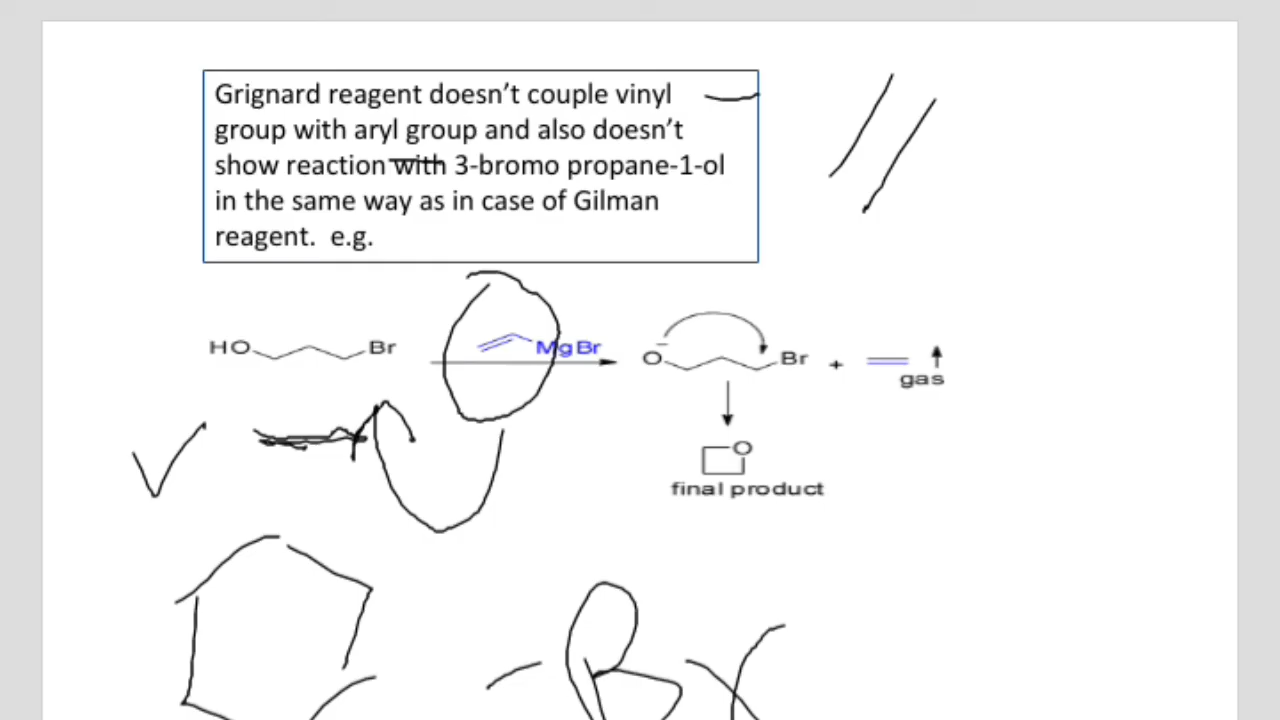 Grignard reagent doesn't couple vinyl
group with aryl group and also doesn't
show reaction with 3-bromo propane-1-ol
in the same way as in case of Gilman
reagent. e.g.
HO Br MgBr O − Br +
gas
O
final product
Br